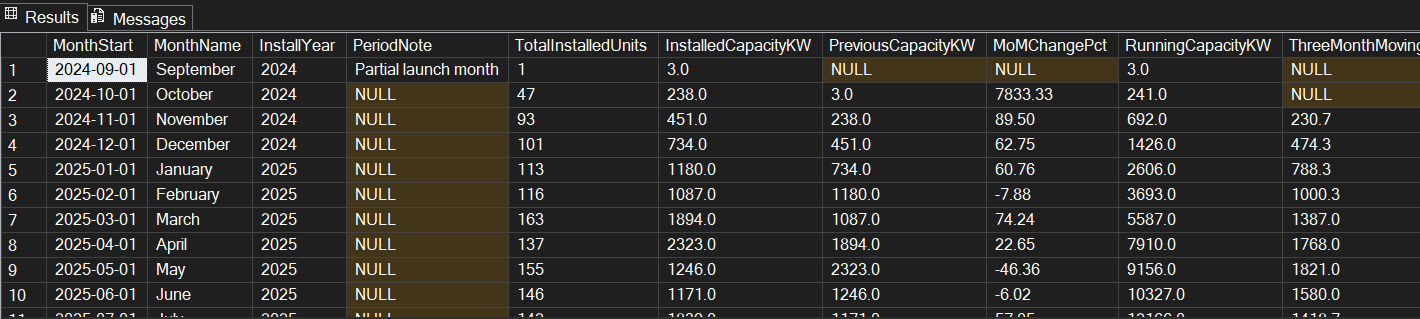 Results Messages
MonthStart MonthName InstallYear PeriodNote TotalInstalledUnits InstalledCapacityKW PreviousCapacityKW MoMChangePct RunningCapacityKW ThreeMonthMoving
1 2024-09-01 September 2024 Partial launch month 1 3.0 NULL NULL 3.0 NULL
2 2024-10-01 October 2024 NULL 47 238.0 3.0 7833.33 241.0 NULL
3 2024-11-01 November 2024 NULL 93 451.0 238.0 89.50 692.0 230.7
4 2024-12-01 December 2024 NULL 101 734.0 451.0 62.75 1426.0 474.3
5 2025-01-01 January 2025 NULL 113 1180.0 734.0 60.76 2606.0 788.3
6 2025-02-01 February 2025 NULL 116 1087.0 1180.0 -7.88 3693.0 1000.3
7 2025-03-01 March 2025 NULL 163 1894.0 1087.0 74.24 5587.0 1387.0
8 2025-04-01 April 2025 NULL 137 2323.0 1894.0 22.65 7910.0 1768.0
9 2025-05-01 May 2025 NULL 155 1246.0 2323.0 -46.36 9156.0 1821.0
10 2025-06-01 June 2025 NULL 146 1171.0 1246.0 -6.02 10327.0 1580.0